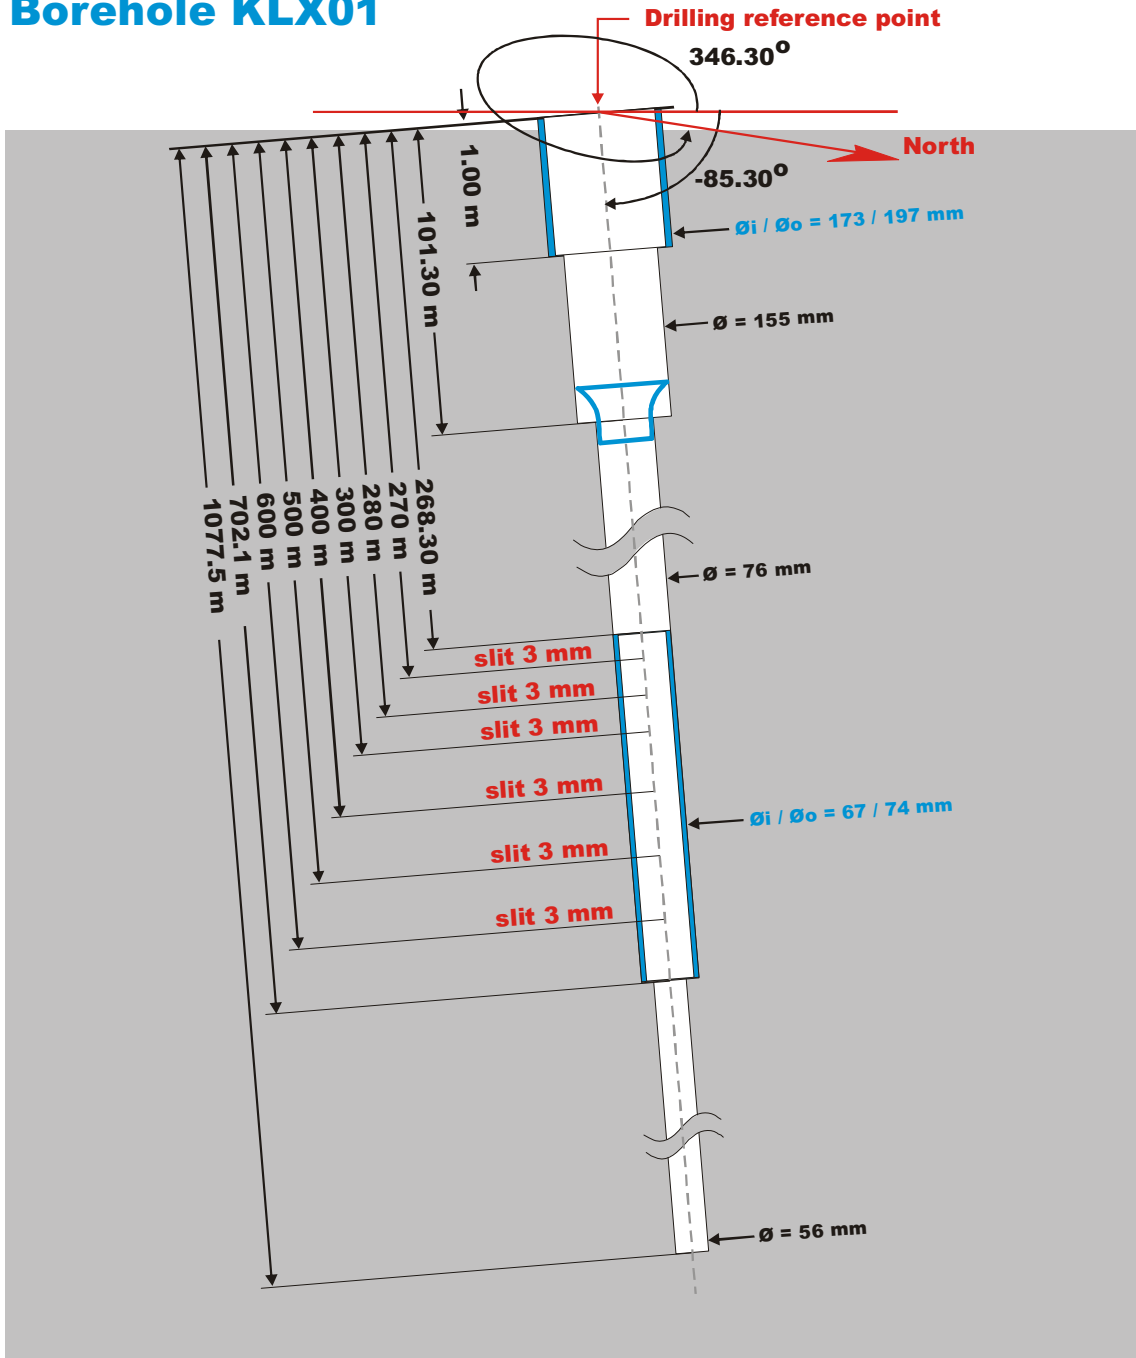 Borehole KLX01
Drilling reference point
346.30º
North
-85.30º
1.00 m
101.30 m
Øi / Øo = 173 / 197 mm
Ø = 155 mm
268.30 m
270 m
280 m
300 m
400 m
500 m
600 m
702.1 m
1077.5 m
Ø = 76 mm
slit 3 mm
slit 3 mm
slit 3 mm
slit 3 mm
Øi / Øo = 67 / 74 mm
slit 3 mm
slit 3 mm
Ø = 56 mm